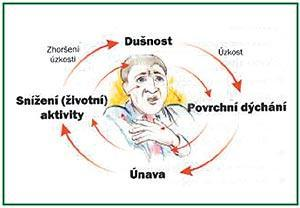 Dušnost
Zhoršení
úzkosti
Úzkost
Snížení (životní)
aktivity
Povrchní dýchání
Únava